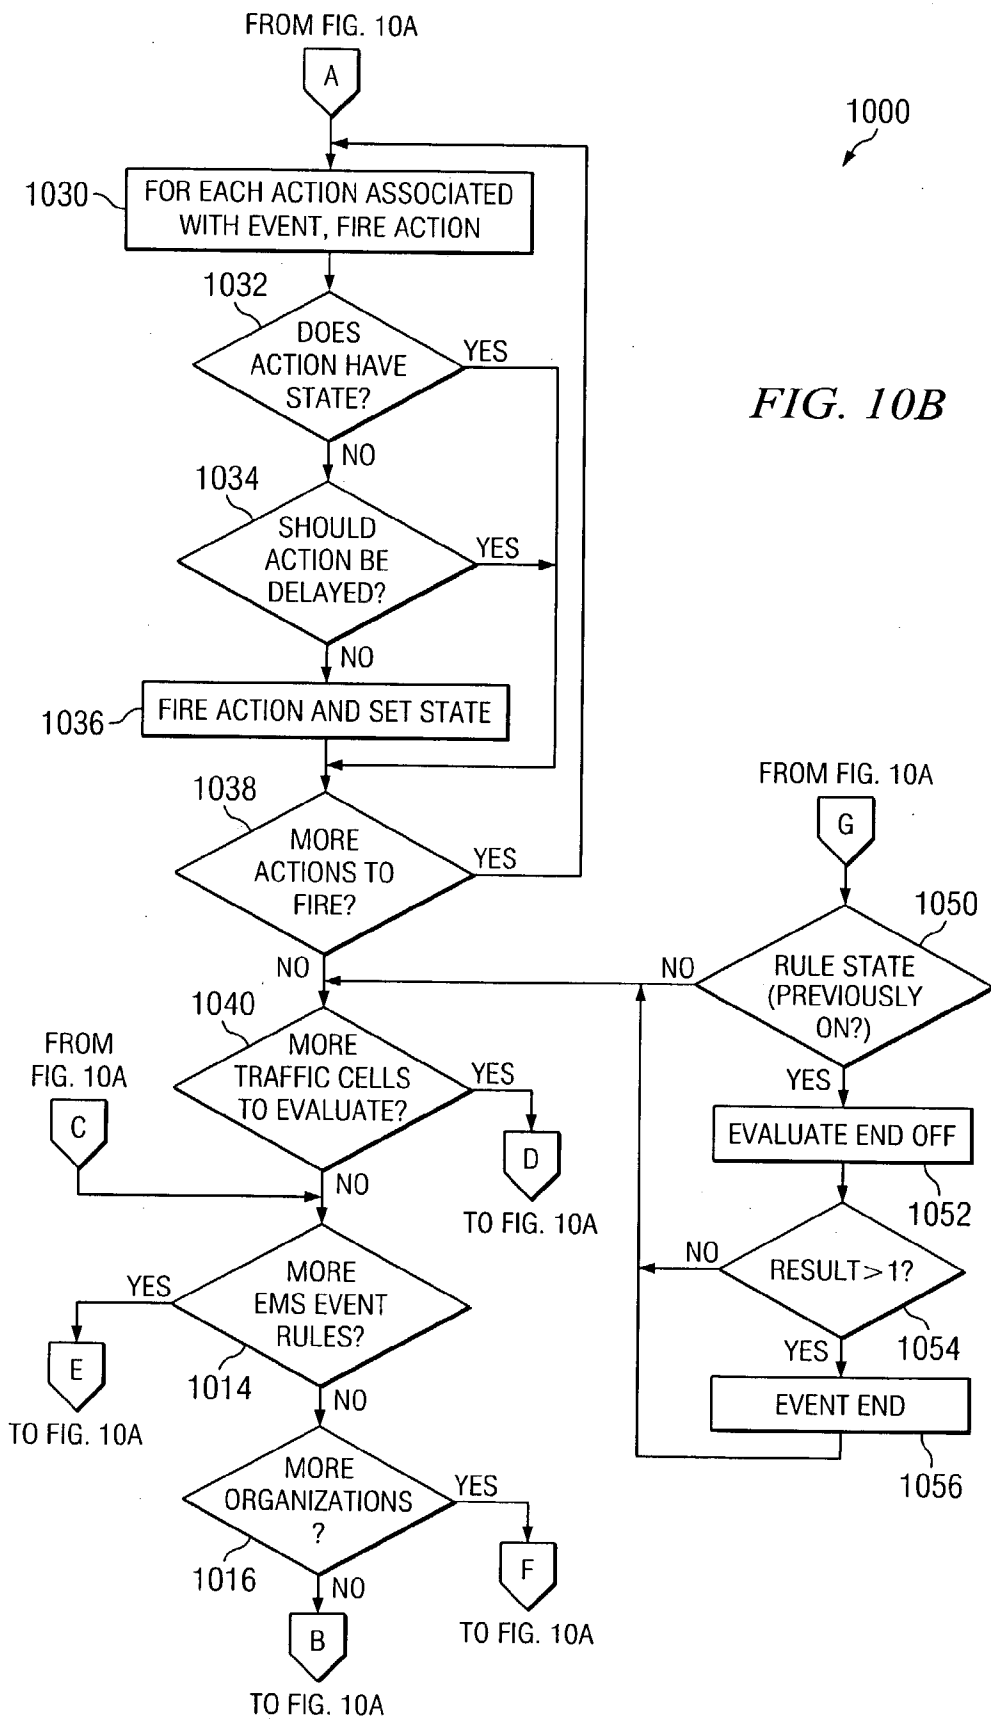 FROM FIG. 10A
A
1000
1030
FOR EACH ACTION ASSOCIATED
WITH EVENT, FIRE ACTION
1032
DOES
ACTION HAVE
STATE?
YES
FIG. 10B
NO
1034
SHOULD
ACTION BE
DELAYED?
YES
NO
1036
FIRE ACTION AND SET STATE
1038
MORE
ACTIONS TO
FIRE?
YES
NO
FROM FIG. 10A
G
1050
RULE STATE
(PREVIOUSLY
ON?)
NO
YES
1040
MORE
TRAFFIC CELLS
TO EVALUATE?
YES
D
TO FIG. 10A
NO
FROM
FIG. 10A
C
EVALUATE END OFF
1052
RESULT>1?
NO
1054
YES
EVENT END
1056
MORE
EMS EVENT
RULES?
YES
1014
E
TO FIG. 10A
NO
MORE
ORGANIZATIONS
?
YES
1016
F
TO FIG. 10A
NO
B
TO FIG. 10A